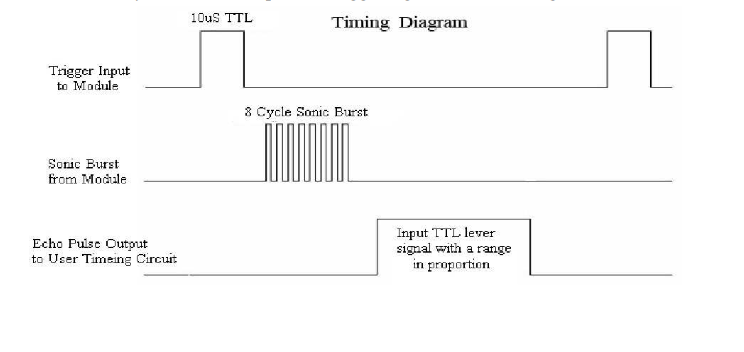 10uS TTL
Timing Diagram
Trigger Input
to Module
8 Cycle Sonic Burst
Sonic Burst
from Module
Echo Pulse Output
to User Timeing Circuit
Input TTL lever
signal with a range
in proportion